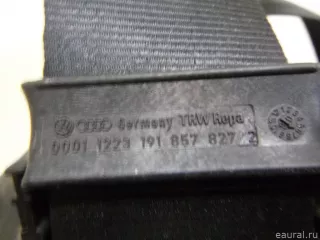 Germany TRW Repa
0001 1223 191 857 827
eaural.ru